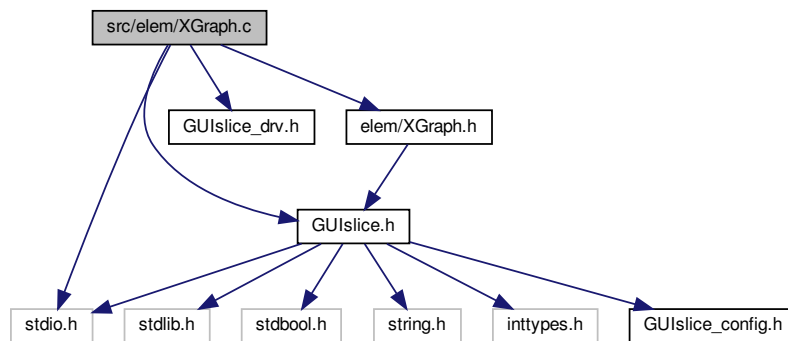 src/elem/XGraph.c
GUIslice_drv.h
elem/XGraph.h
GUIslice.h
stdio.h
stdlib.h
stdbool.h
string.h
inttypes.h
GUIslice_config.h